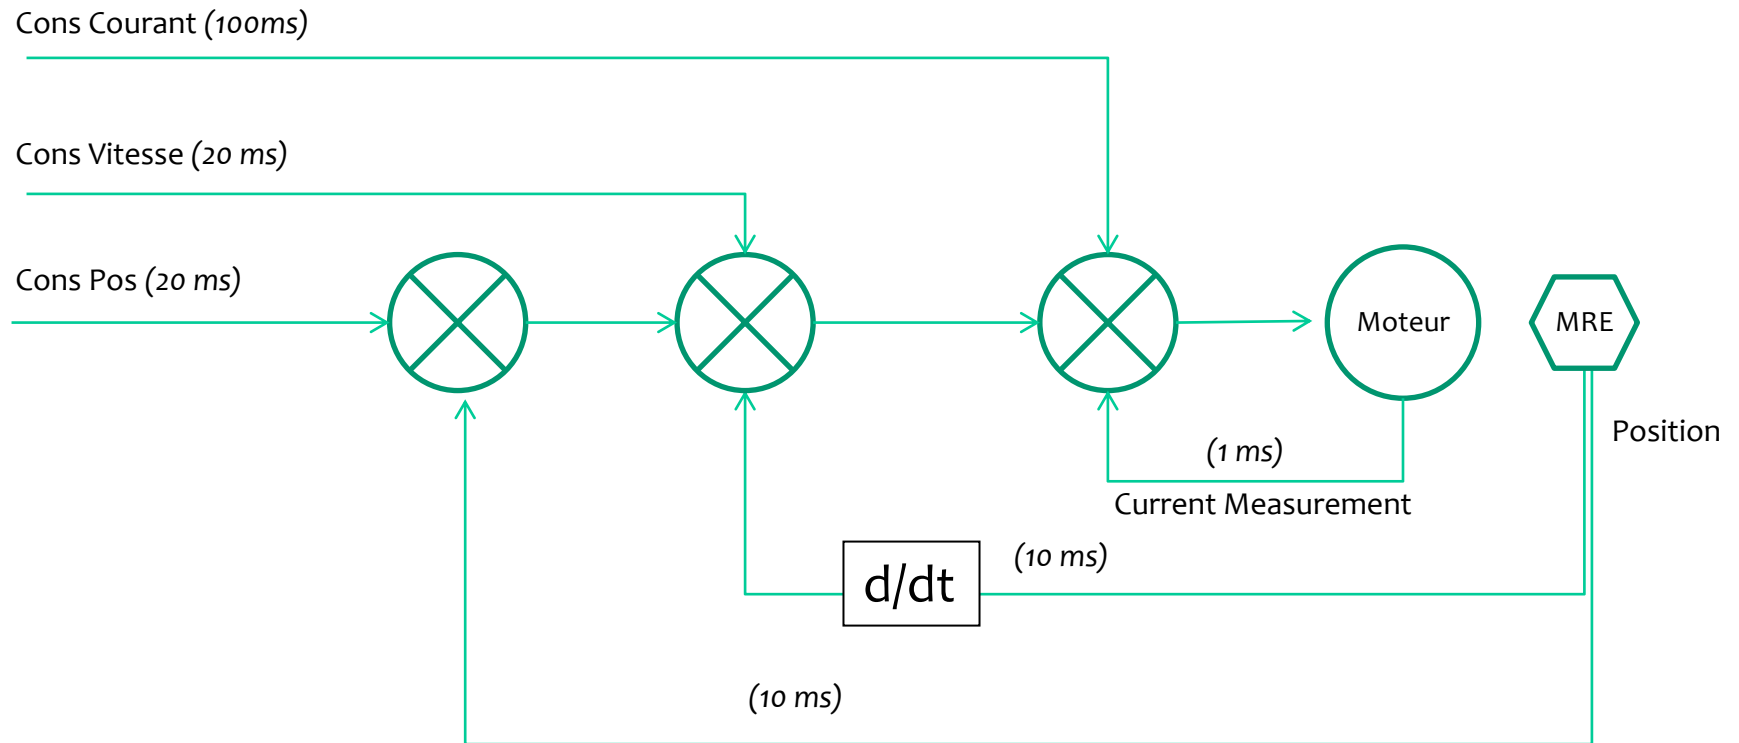 Cons Courant (100ms)
Cons Vitesse (20 ms)
Cons Pos (20 ms)
Moteur
MRE
Position
(1 ms)
Current Measurement
(10 ms)
d/dt
(10 ms)